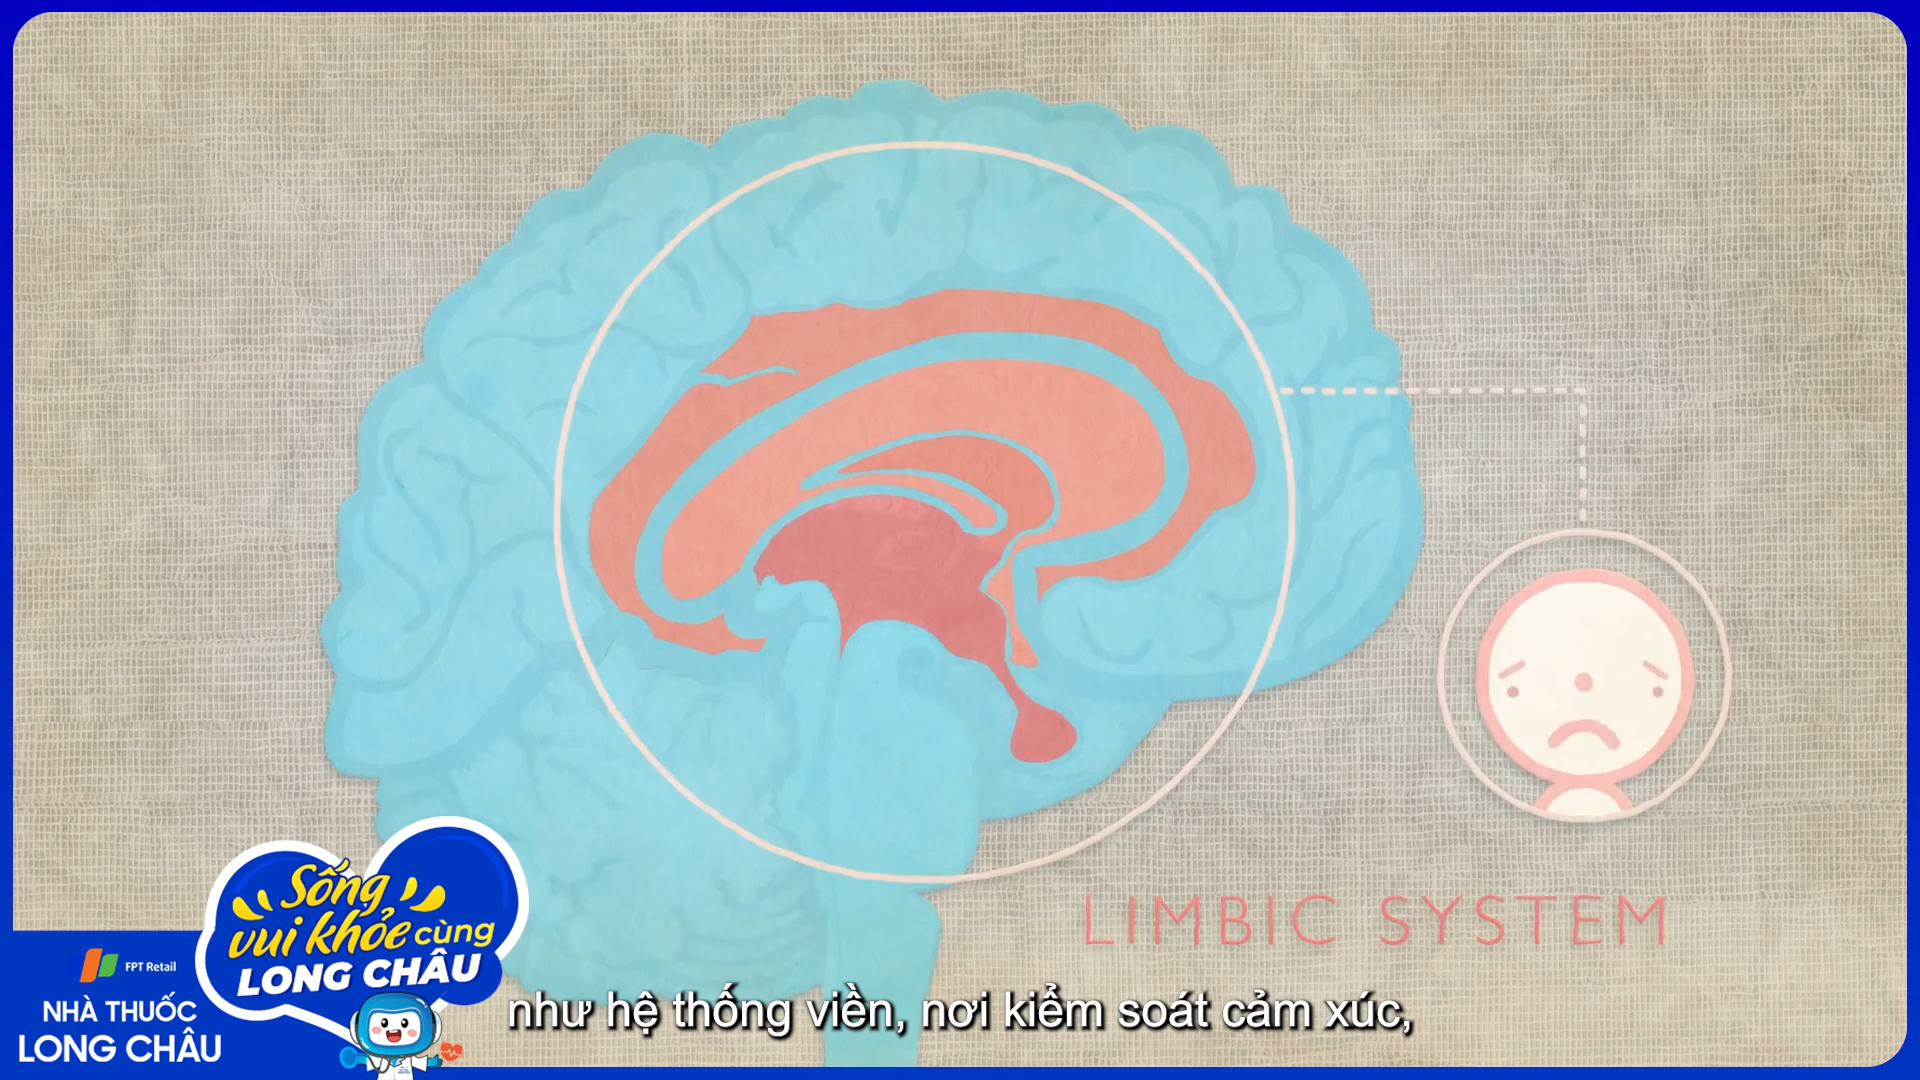 LIMBIC SYSTEM
Sống
vui khỏe cùng
LONG CHÂU
FPT Retail
NHÀ THUỐC
LONG CHÂU
như hệ thống viền, nơi kiểm soát cảm xúc,